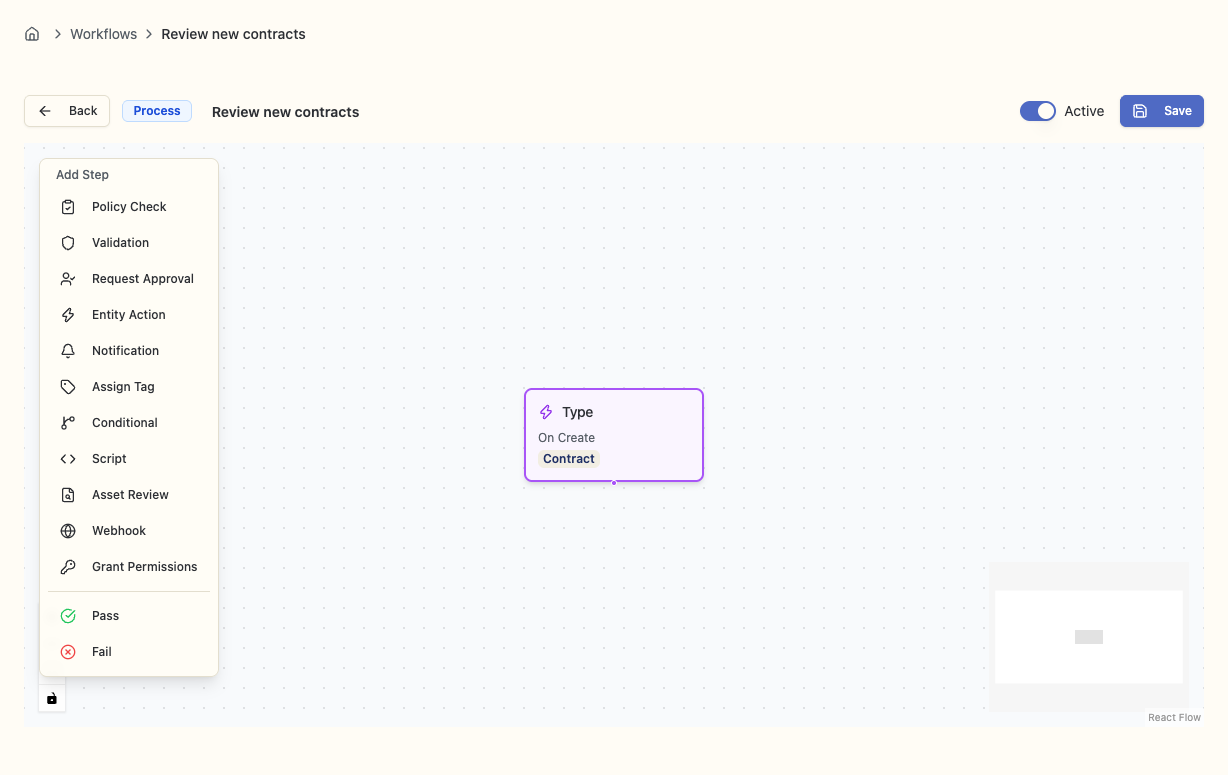 Workflows
Review new contracts
Back
Process
Review new contracts
Active
Save
Add Step
Policy Check
Validation
Request Approval
Entity Action
Notification
Assign Tag
Conditional
Script
Asset Review
Webhook
Grant Permissions
Pass
Fail
Type
On Create
Contract
React Flow